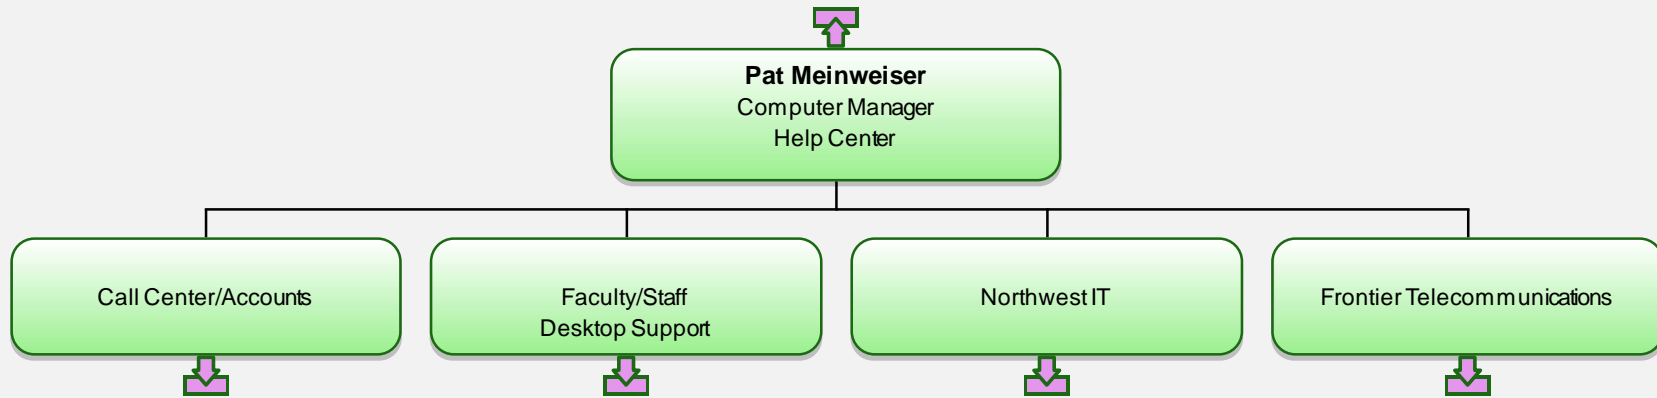 Pat Meinweiser
Computer Manager
Help Center
Call Center/Accounts
Faculty/Staff
Desktop Support
Northwest IT
Frontier Telecommunications